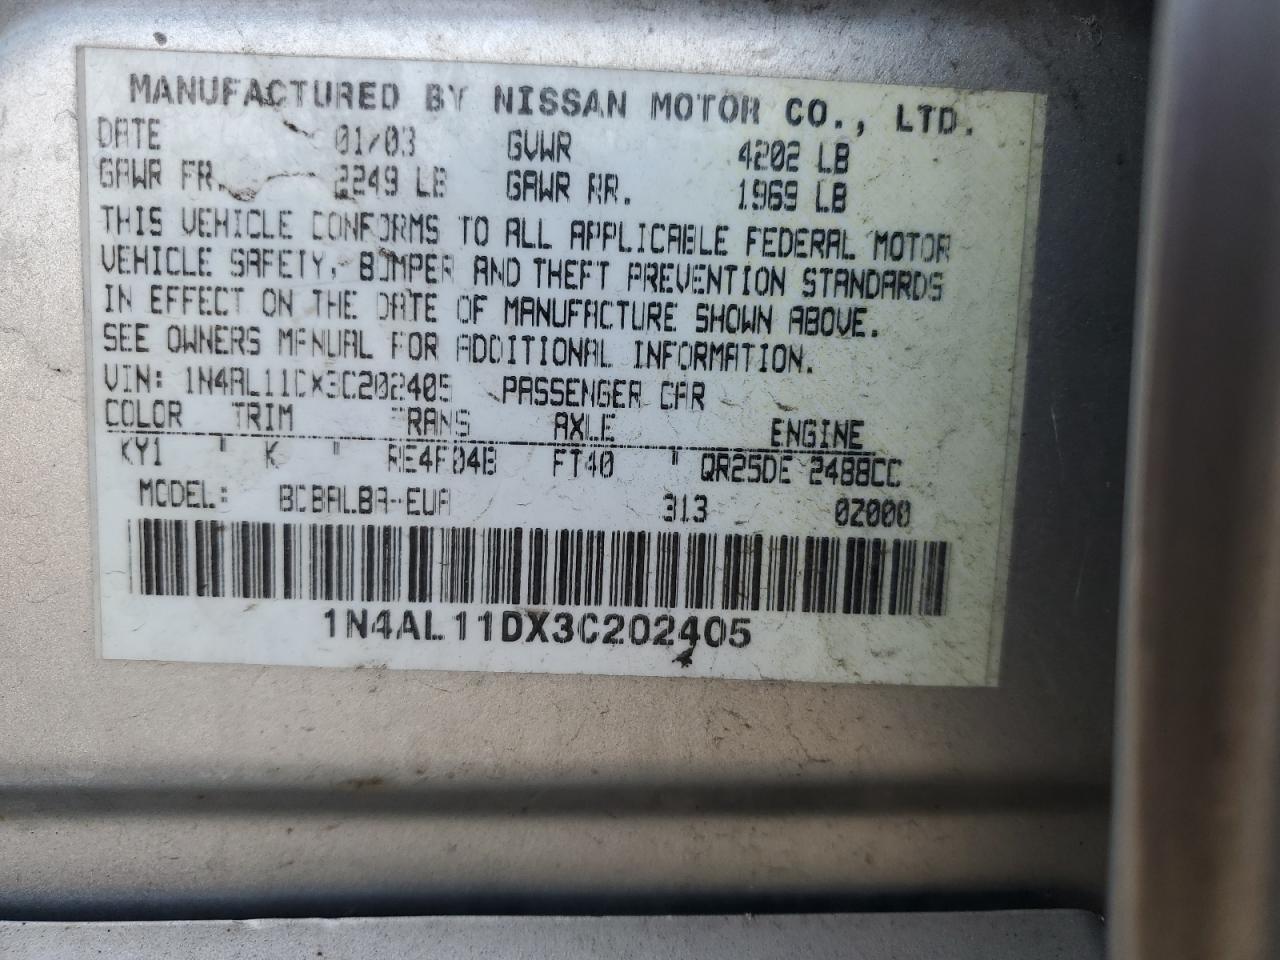 MANUFACTURED BY NISSAN MOTOR CO., LTD.
DATE 01/03 GVWR 4202 LB
GAWR FR. 2249 LB GAWR RR. 1969 LB
THIS VEHICLE CONFORMS TO ALL APPLICABLE FEDERAL MOTOR
VEHICLE SAFETY, BUMPER AND THEFT PREVENTION STANDARDS
IN EFFECT ON THE DATE OF MANUFACTURE SHOWN ABOVE.
SEE OWNERS MANUAL FOR ADDITIONAL INFORMATION.
VIN: 1N4AL11DX3C202405 PASSENGER CAR
COLOR TRIM TRANS AXLE ENGINE
KY1 " K " RE4F04B FT40 " QR25DE 2488CC
MODEL: BCBALBA-EUA 313 02000
1N4AL11DX3C202405